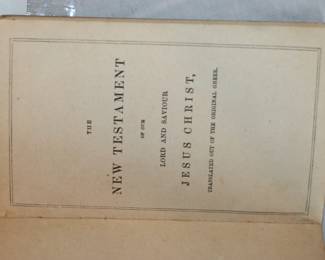 THE
NEW TESTAMENT
OF OUR
LORD AND SAVIOUR
JESUS CHRIST,
TRANSLATED OUT OF THE ORIGINAL GREEK.